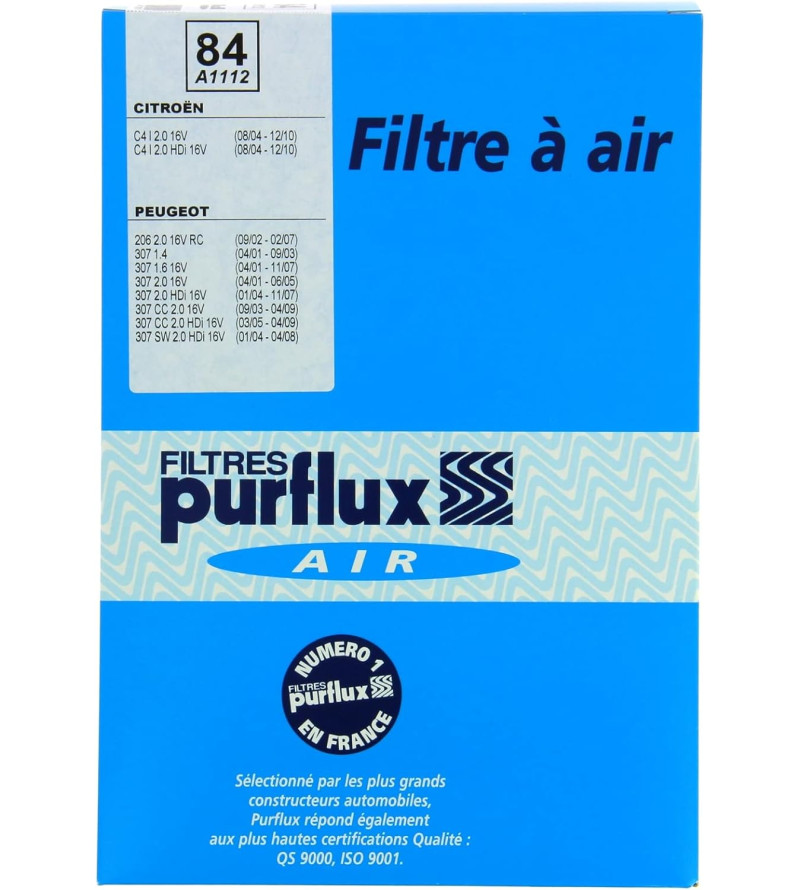 84
A1112
CITROËN
C4 I 2.0 16V (08/04 - 12/10)
C4 I 2.0 HDi 16V (08/04 - 12/10)
PEUGEOT
206 2.0 16V RC (09/02 - 02/07)
307 1.4 (04/01 - 09/03)
307 1.6 16V (04/01 - 11/07)
307 2.0 16V (04/01 - 06/05)
307 2.0 HDi 16V (01/04 - 11/07)
307 CC 2.0 16V (09/03 - 04/09)
307 CC 2.0 HDi 16V (03/05 - 04/09)
307 SW 2.0 HDi 16V (01/04 - 04/08)
Filtre à air
FILTRES
purflux
AIR
NUMERO 1
FILTRES
purflux
EN FRANCE
Sélectionné par les plus grands
constructeurs automobiles,
Purflux répond également
aux plus hautes certifications Qualité :
QS 9000, ISO 9001.